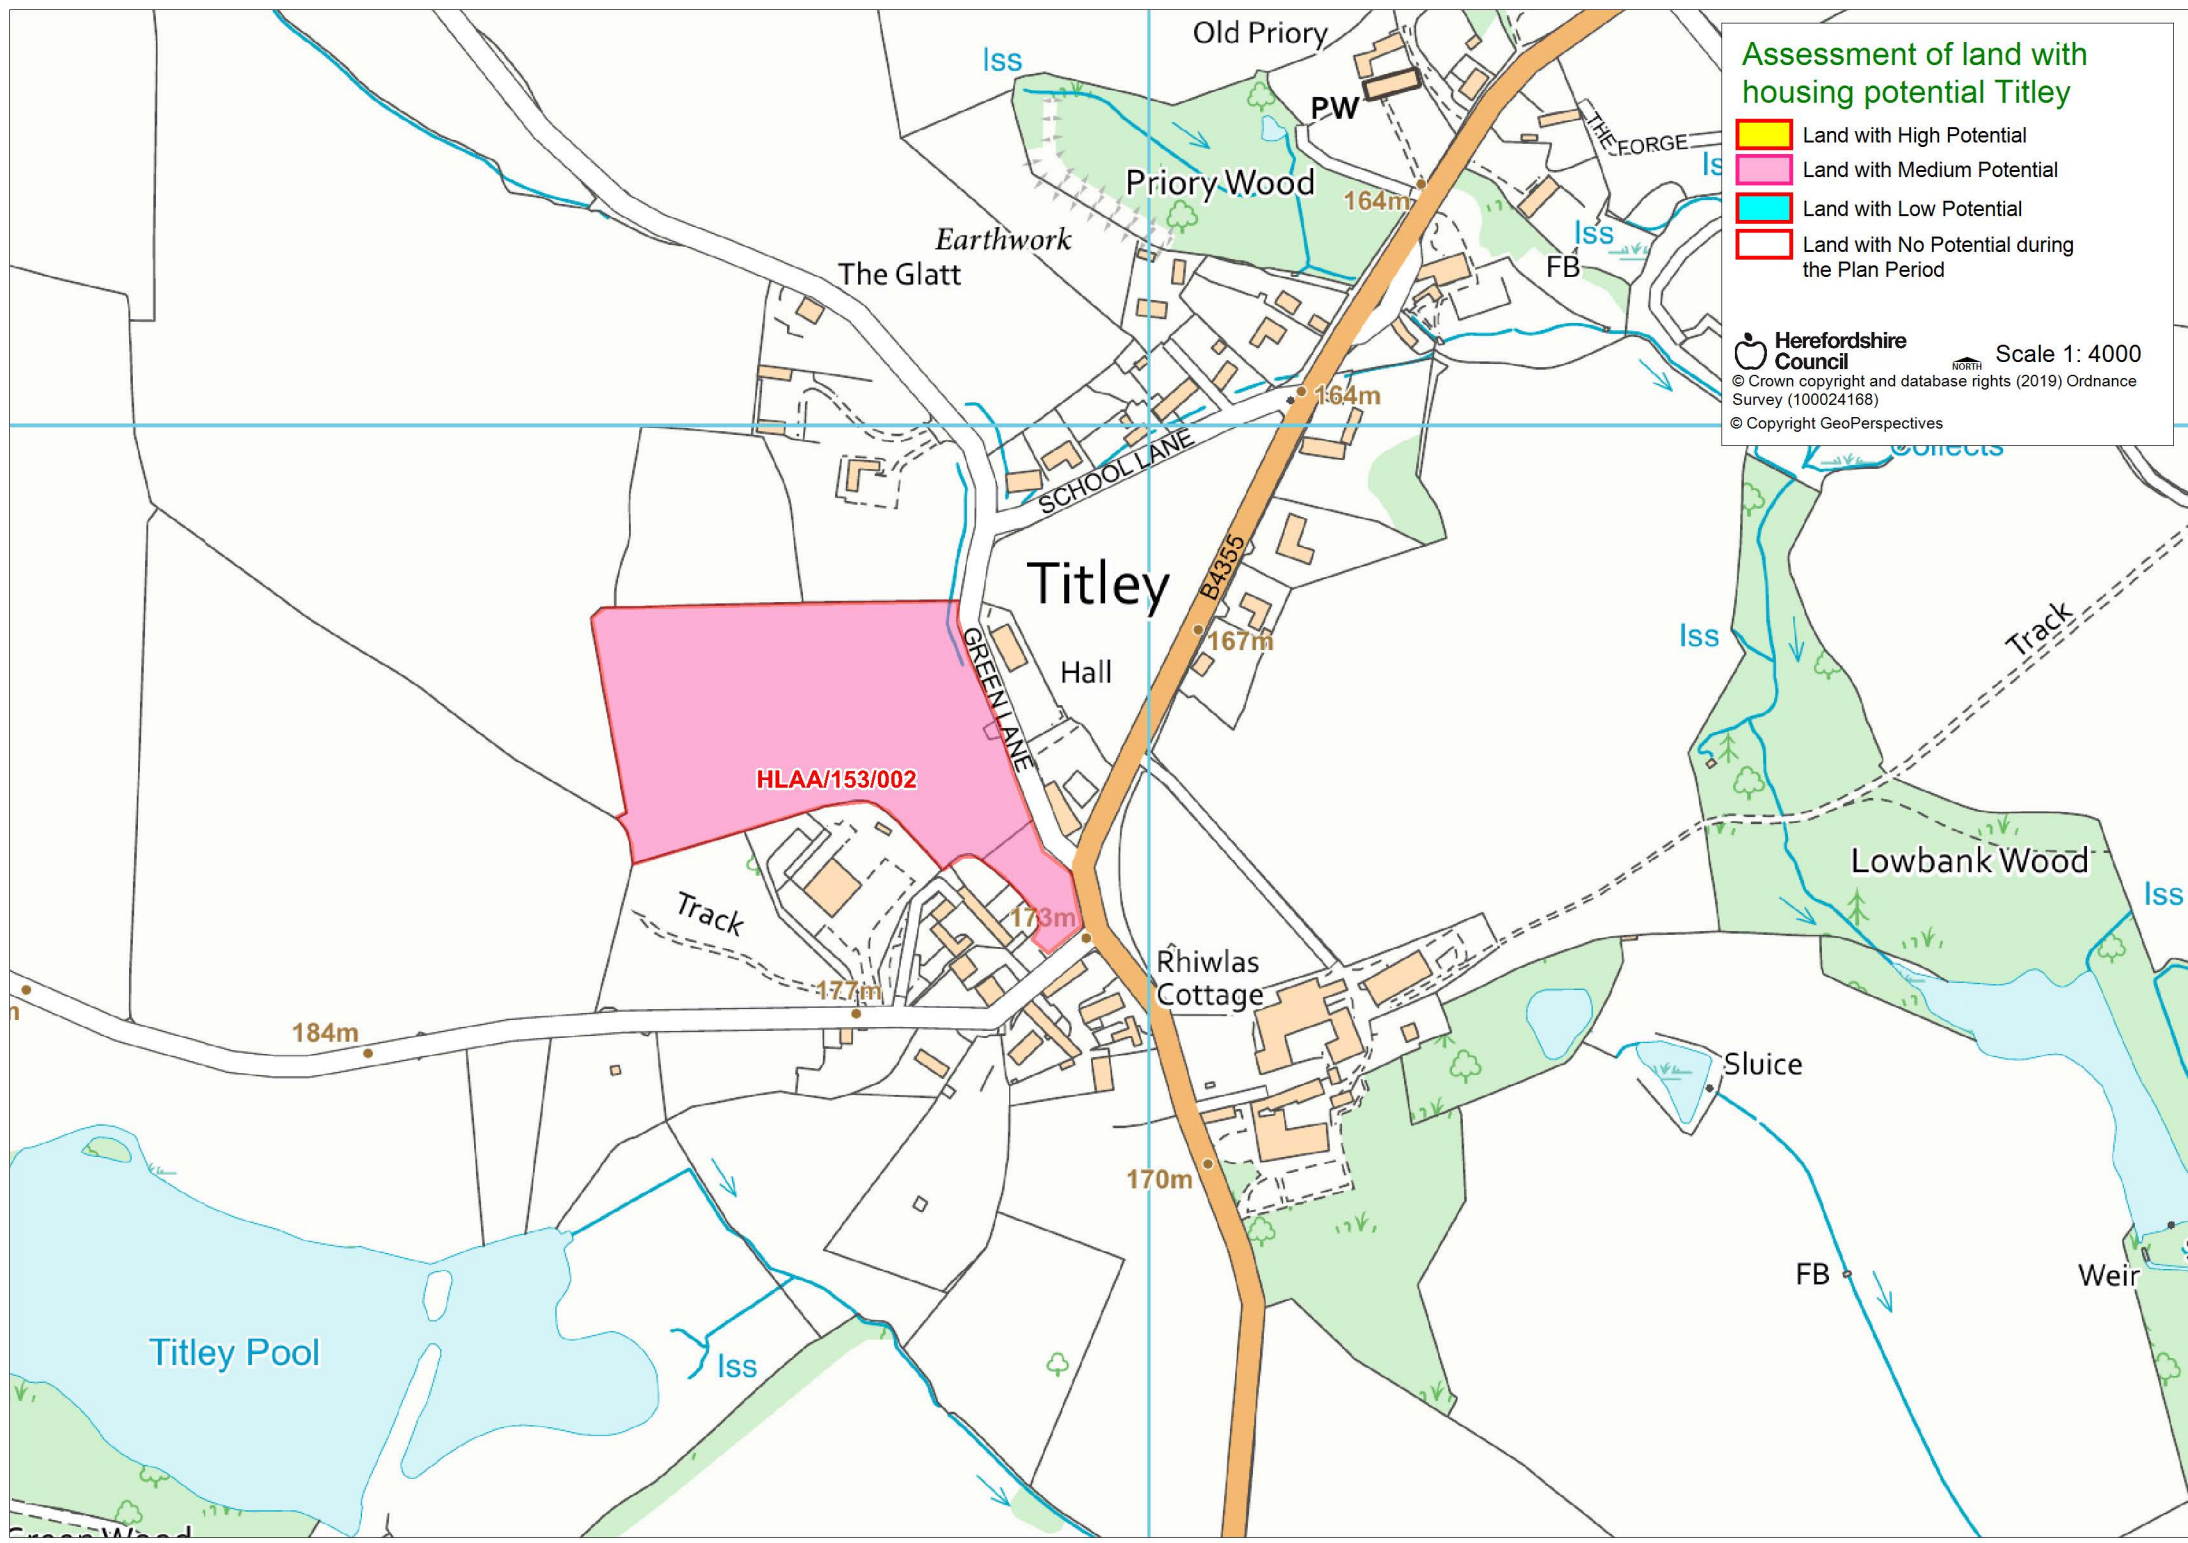 Old Priory
Iss
PW
THE FORGE
Priory Wood
164m
Iss
FB
Earthwork
The Glatt
164m
SCHOOL LANE
Titley
B4355
167m
Hall
GREEN LANE
HLAA/153/002
Track
173m
177m
184m
Rhiwlas
Cottage
170m
Iss
Track
Lowbank Wood
Iss
Sluice
FB
Weir
Titley Pool
Iss
Collects
Green Wood
Assessment of land with
housing potential Titley
Land with High Potential
Land with Medium Potential
Land with Low Potential
Land with No Potential during
the Plan Period
Herefordshire
Council
NORTH
Scale 1: 4000
© Crown copyright and database rights (2019) Ordnance
Survey (100024168)
© Copyright GeoPerspectives